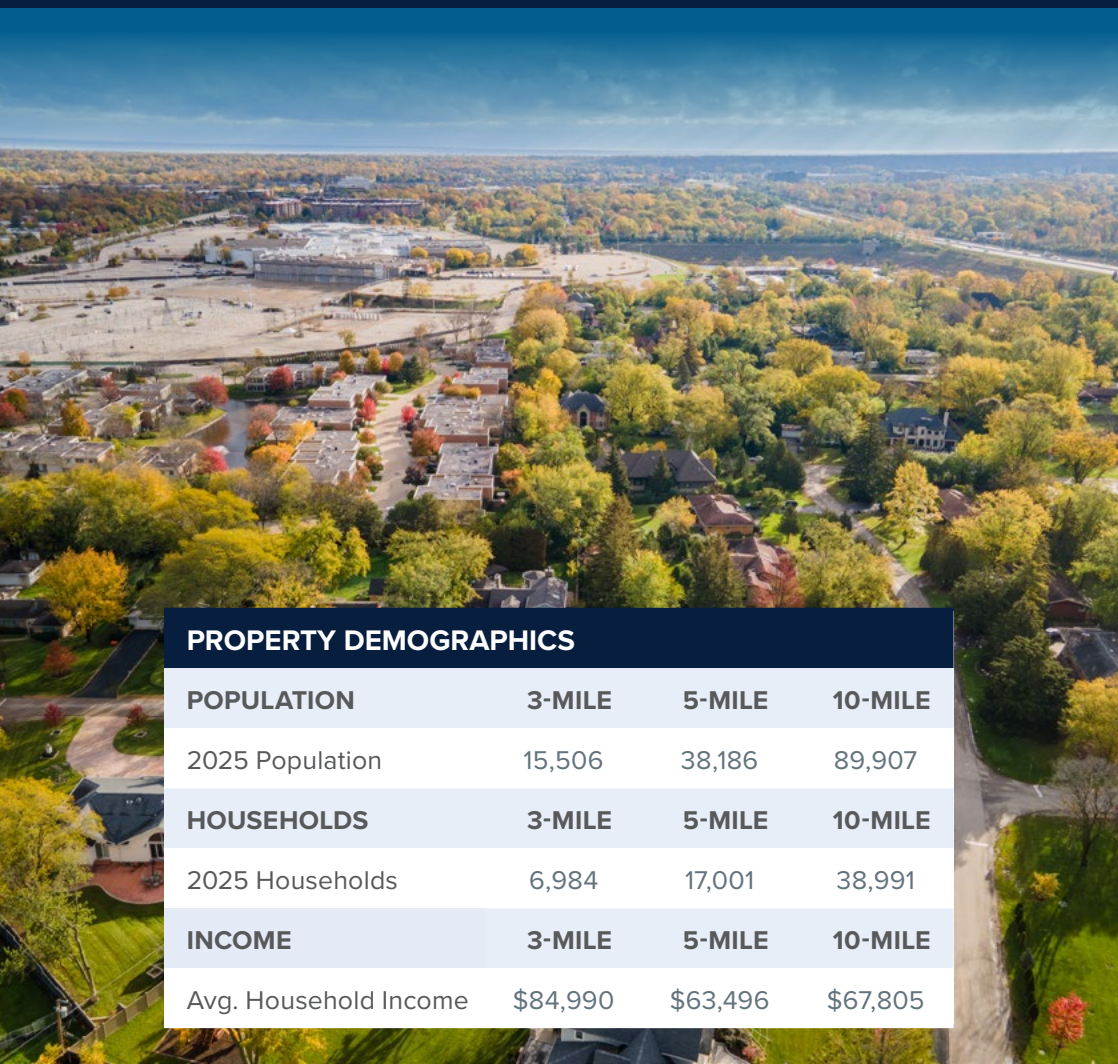 PROPERTY DEMOGRAPHICS
POPULATION 3-MILE 5-MILE 10-MILE
2025 Population 15,506 38,186 89,907
HOUSEHOLDS 3-MILE 5-MILE 10-MILE
2025 Households 6,984 17,001 38,991
INCOME 3-MILE 5-MILE 10-MILE
Avg. Household Income $84,990 $63,496 $67,805